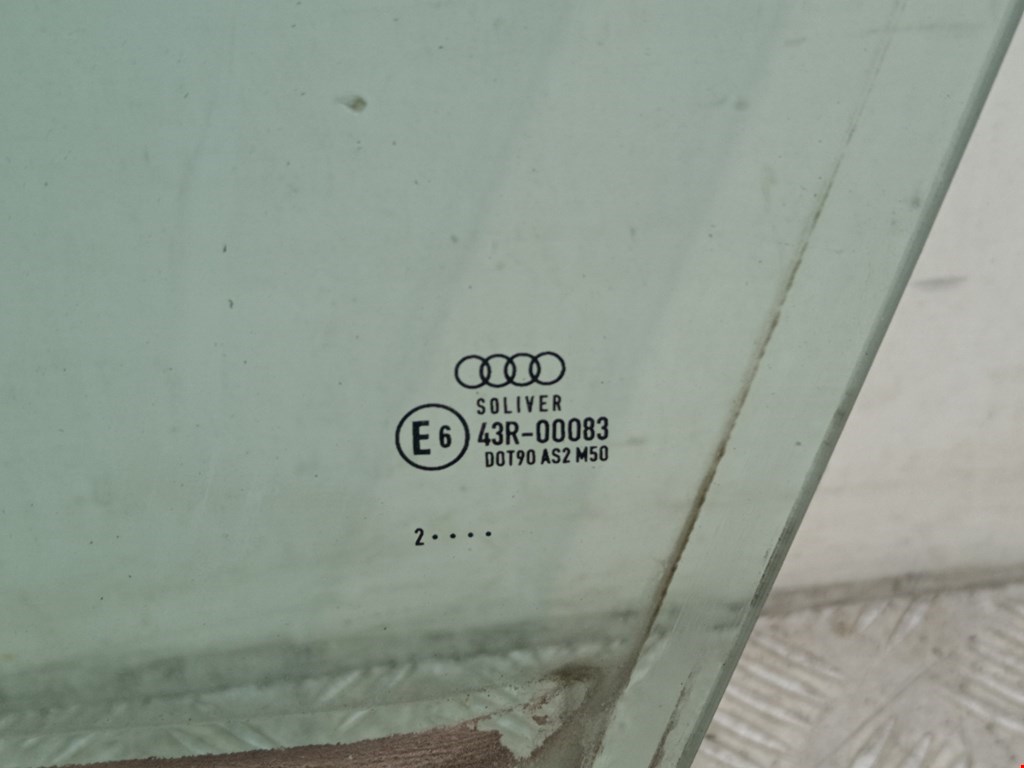 SOLIVER
E6 43R-00083
DOT90 AS2 M50
2····